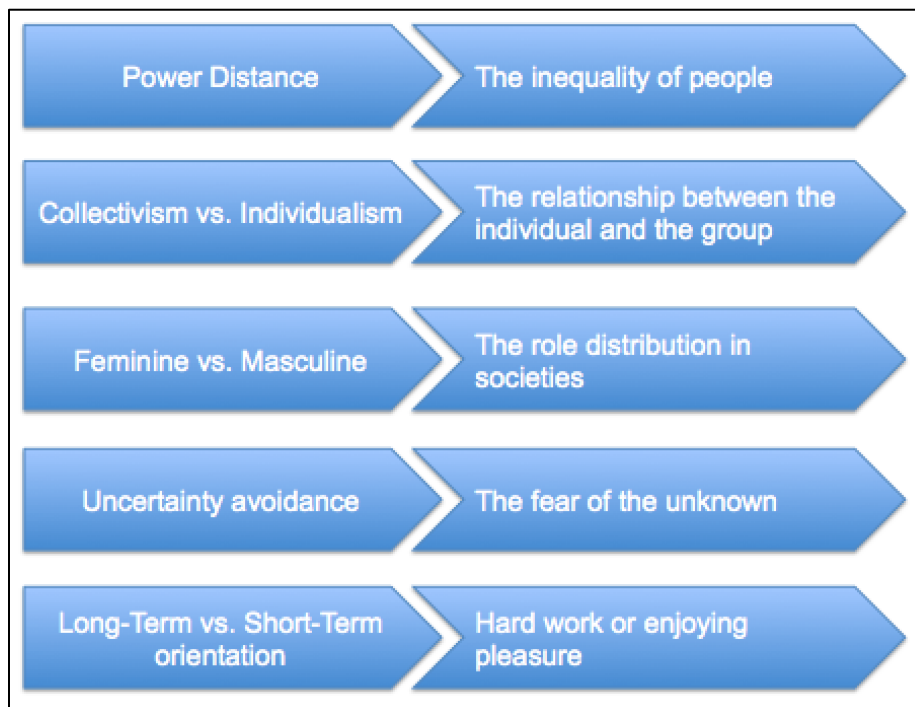 Power Distance
The inequality of people
Collectivism vs. Individualism
The relationship between the
individual and the group
Feminine vs. Masculine
The role distribution in
societies
Uncertainty avoidance
The fear of the unknown
Long-Term vs. Short-Term
orientation
Hard work or enjoying
pleasure